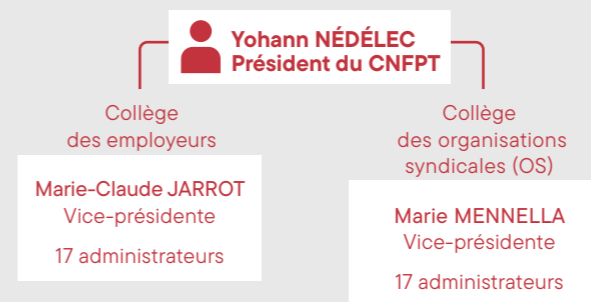 Yohann NÉDÉLEC
Président du CNFPT
Collège
des employeurs
Marie-Claude JARROT
Vice-présidente
17 administrateurs
Collège
des organisations
syndicales (OS)
Marie MENNELLA
Vice-présidente
17 administrateurs